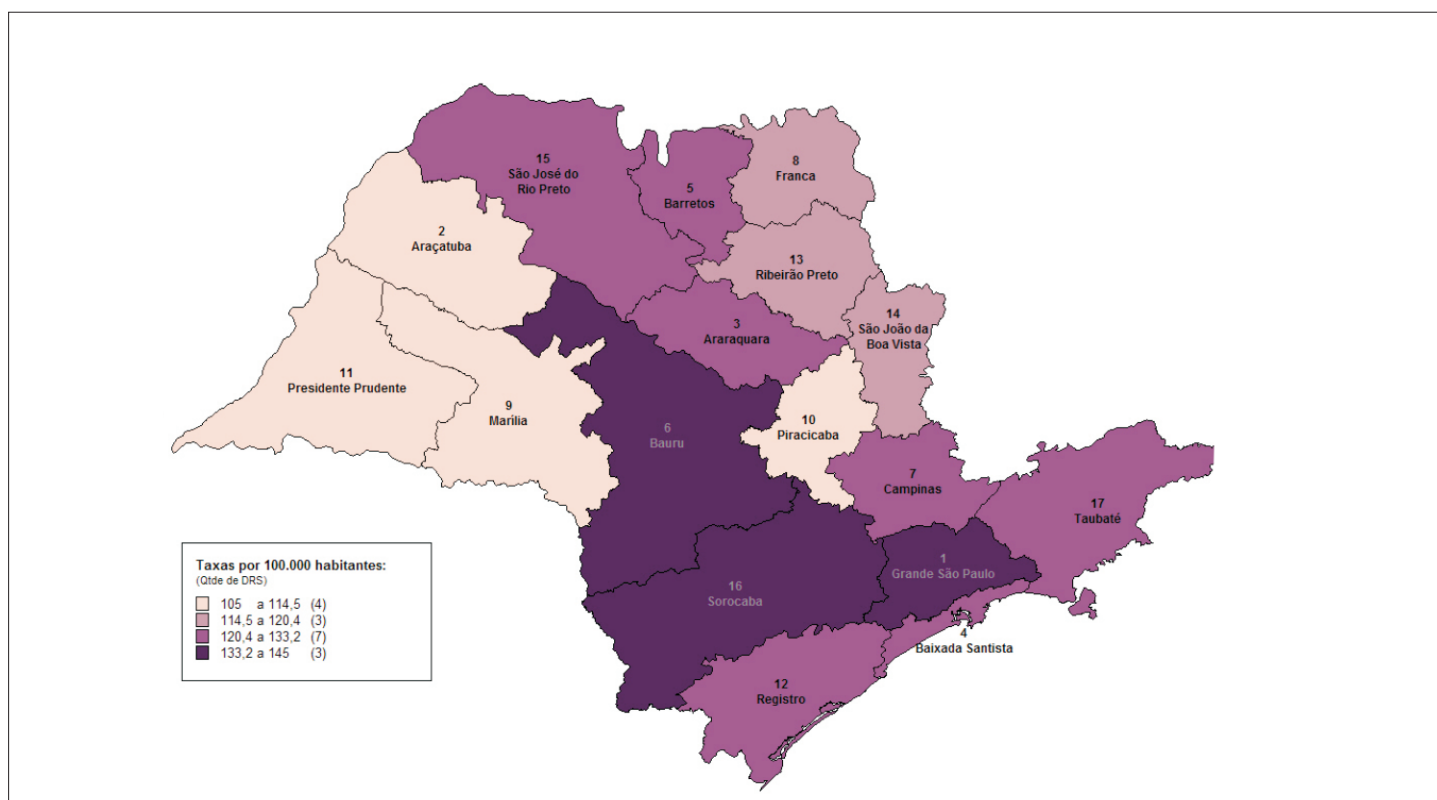 15
São José do
Rio Preto
8
Franca
5
Barretos
2
Araçatuba
13
Ribeirão Preto
14
São João da
Boa Vista
3
Araraquara
11
Presidente Prudente
9
Marília
10
Piracicaba
6
Bauru
7
Campinas
17
Taubaté
1
Grande São Paulo
16
Sorocaba
4
Baixada Santista
12
Registro
Taxas por 100.000 habitantes:
(Qtde de DRS)
105 a 114,5 (4)
114,5 a 120,4 (3)
120,4 a 133,2 (7)
133,2 a 145 (3)